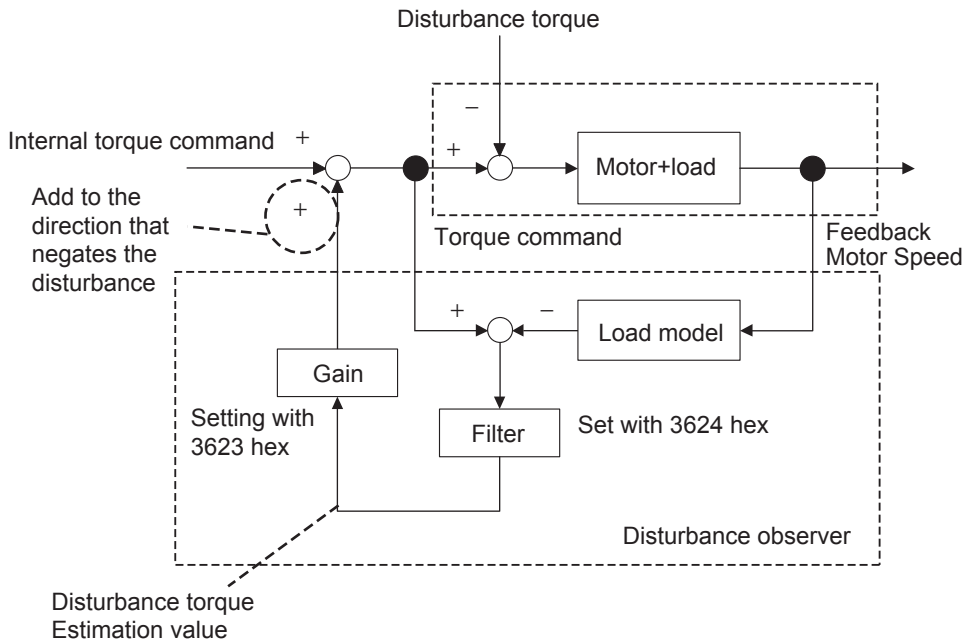 Disturbance torque
−
Internal torque command
+
+
Motor+load
Add to the
direction that
negates the
disturbance
+
Torque command
Feedback
Motor Speed
+
−
Load model
Gain
Setting with
3623 hex
Filter
Set with 3624 hex
Disturbance observer
Disturbance torque
Estimation value